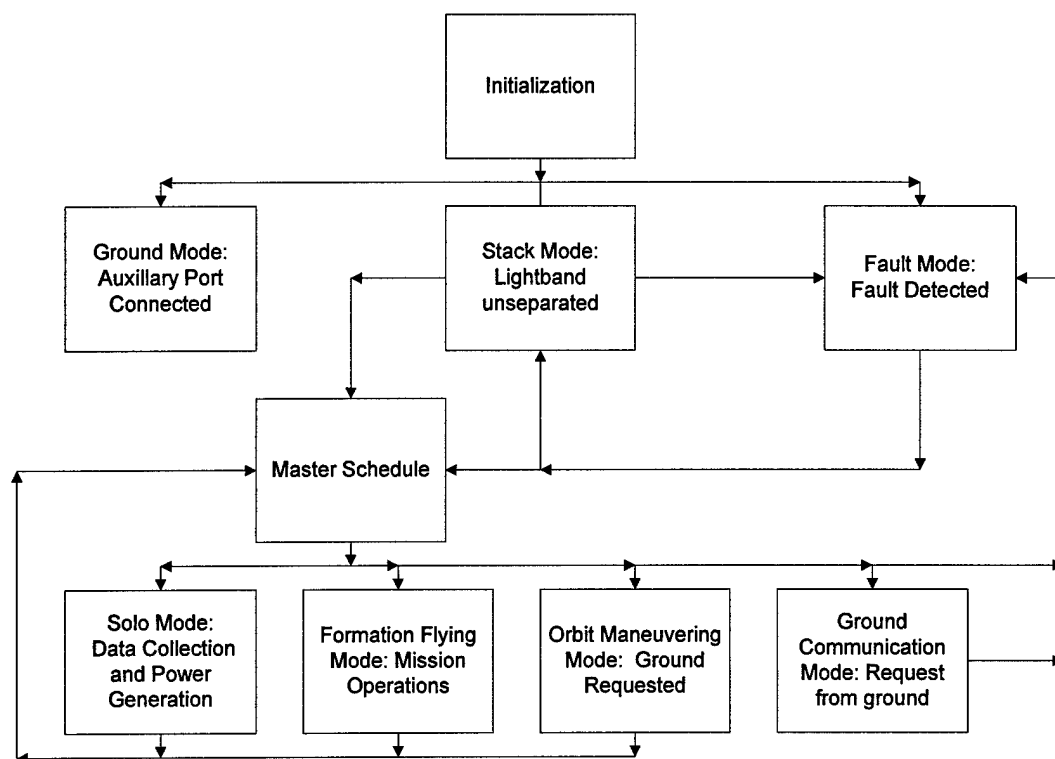 Initialization
Ground Mode:
Auxillary Port
Connected
Stack Mode:
Lightband
unseparated
Fault Mode:
Fault Detected
Master Schedule
Solo Mode:
Data Collection
and Power
Generation
Formation Flying
Mode: Mission
Operations
Orbit Maneuvering
Mode: Ground
Requested
Ground
Communication
Mode: Request
from ground